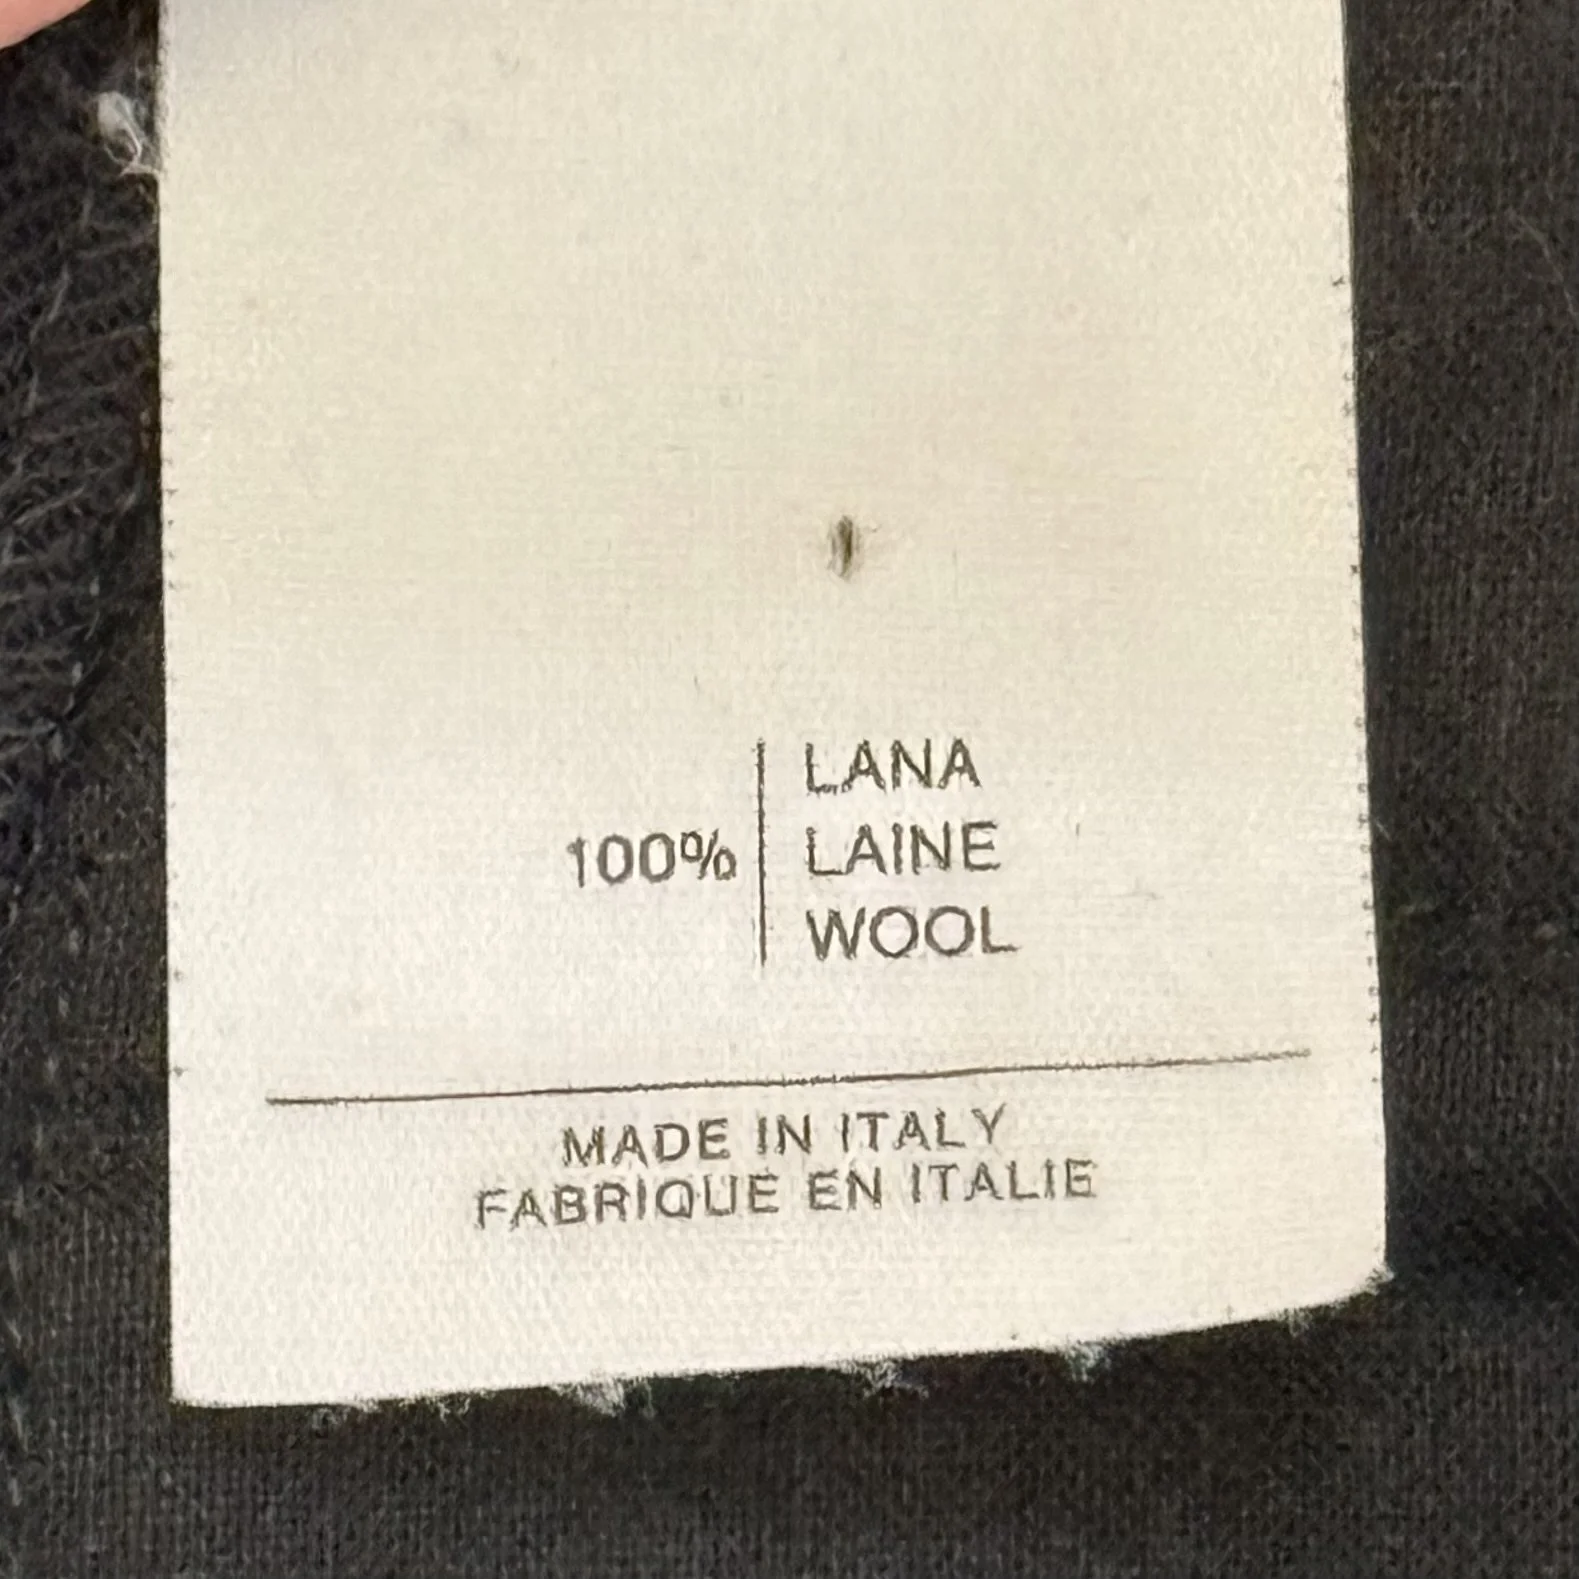 LANA
100% LAINE
WOOL
MADE IN ITALY
FABRIQUE EN ITALIE